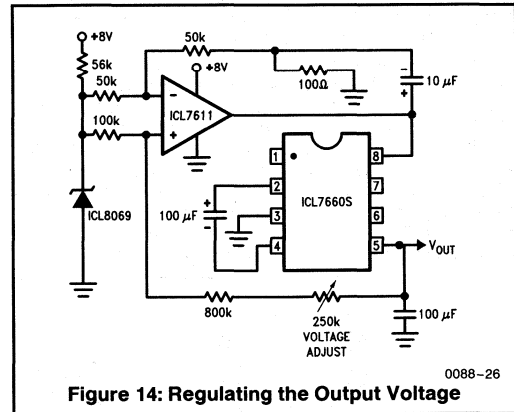 +8V
56k
50k
50k
100k
+8V
ICL7611
100Ω
10 µF
ICL8069
1
2
3
4
8
7
6
5
ICL7660S
100 µF
V_OUT
800k
250k
VOLTAGE
ADJUST
100 µF
0088-26
Figure 14: Regulating the Output Voltage